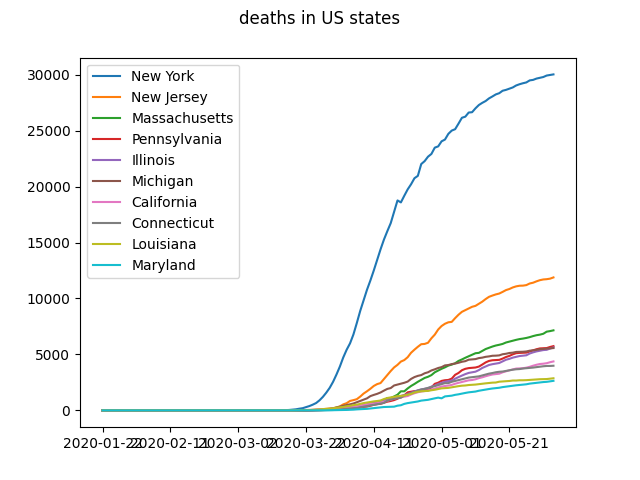 deaths in US states
30000
25000
20000
15000
10000
5000
0
New York
New Jersey
Massachusetts
Pennsylvania
Illinois
Michigan
California
Connecticut
Louisiana
Maryland
2020-01-22 2020-02-11 2020-03-02 2020-03-22 2020-04-11 2020-05-01 2020-05-21